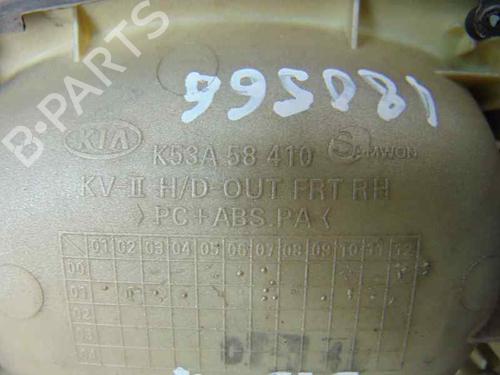 B-PARTS
180566
KIA K53A 58 410 SAMWON
KV-II H/D OUT FRT RH
>PC+ABS.PA<
01 02 03 04 05 06 07 08 09 10 11 12
00
01
02
03
04